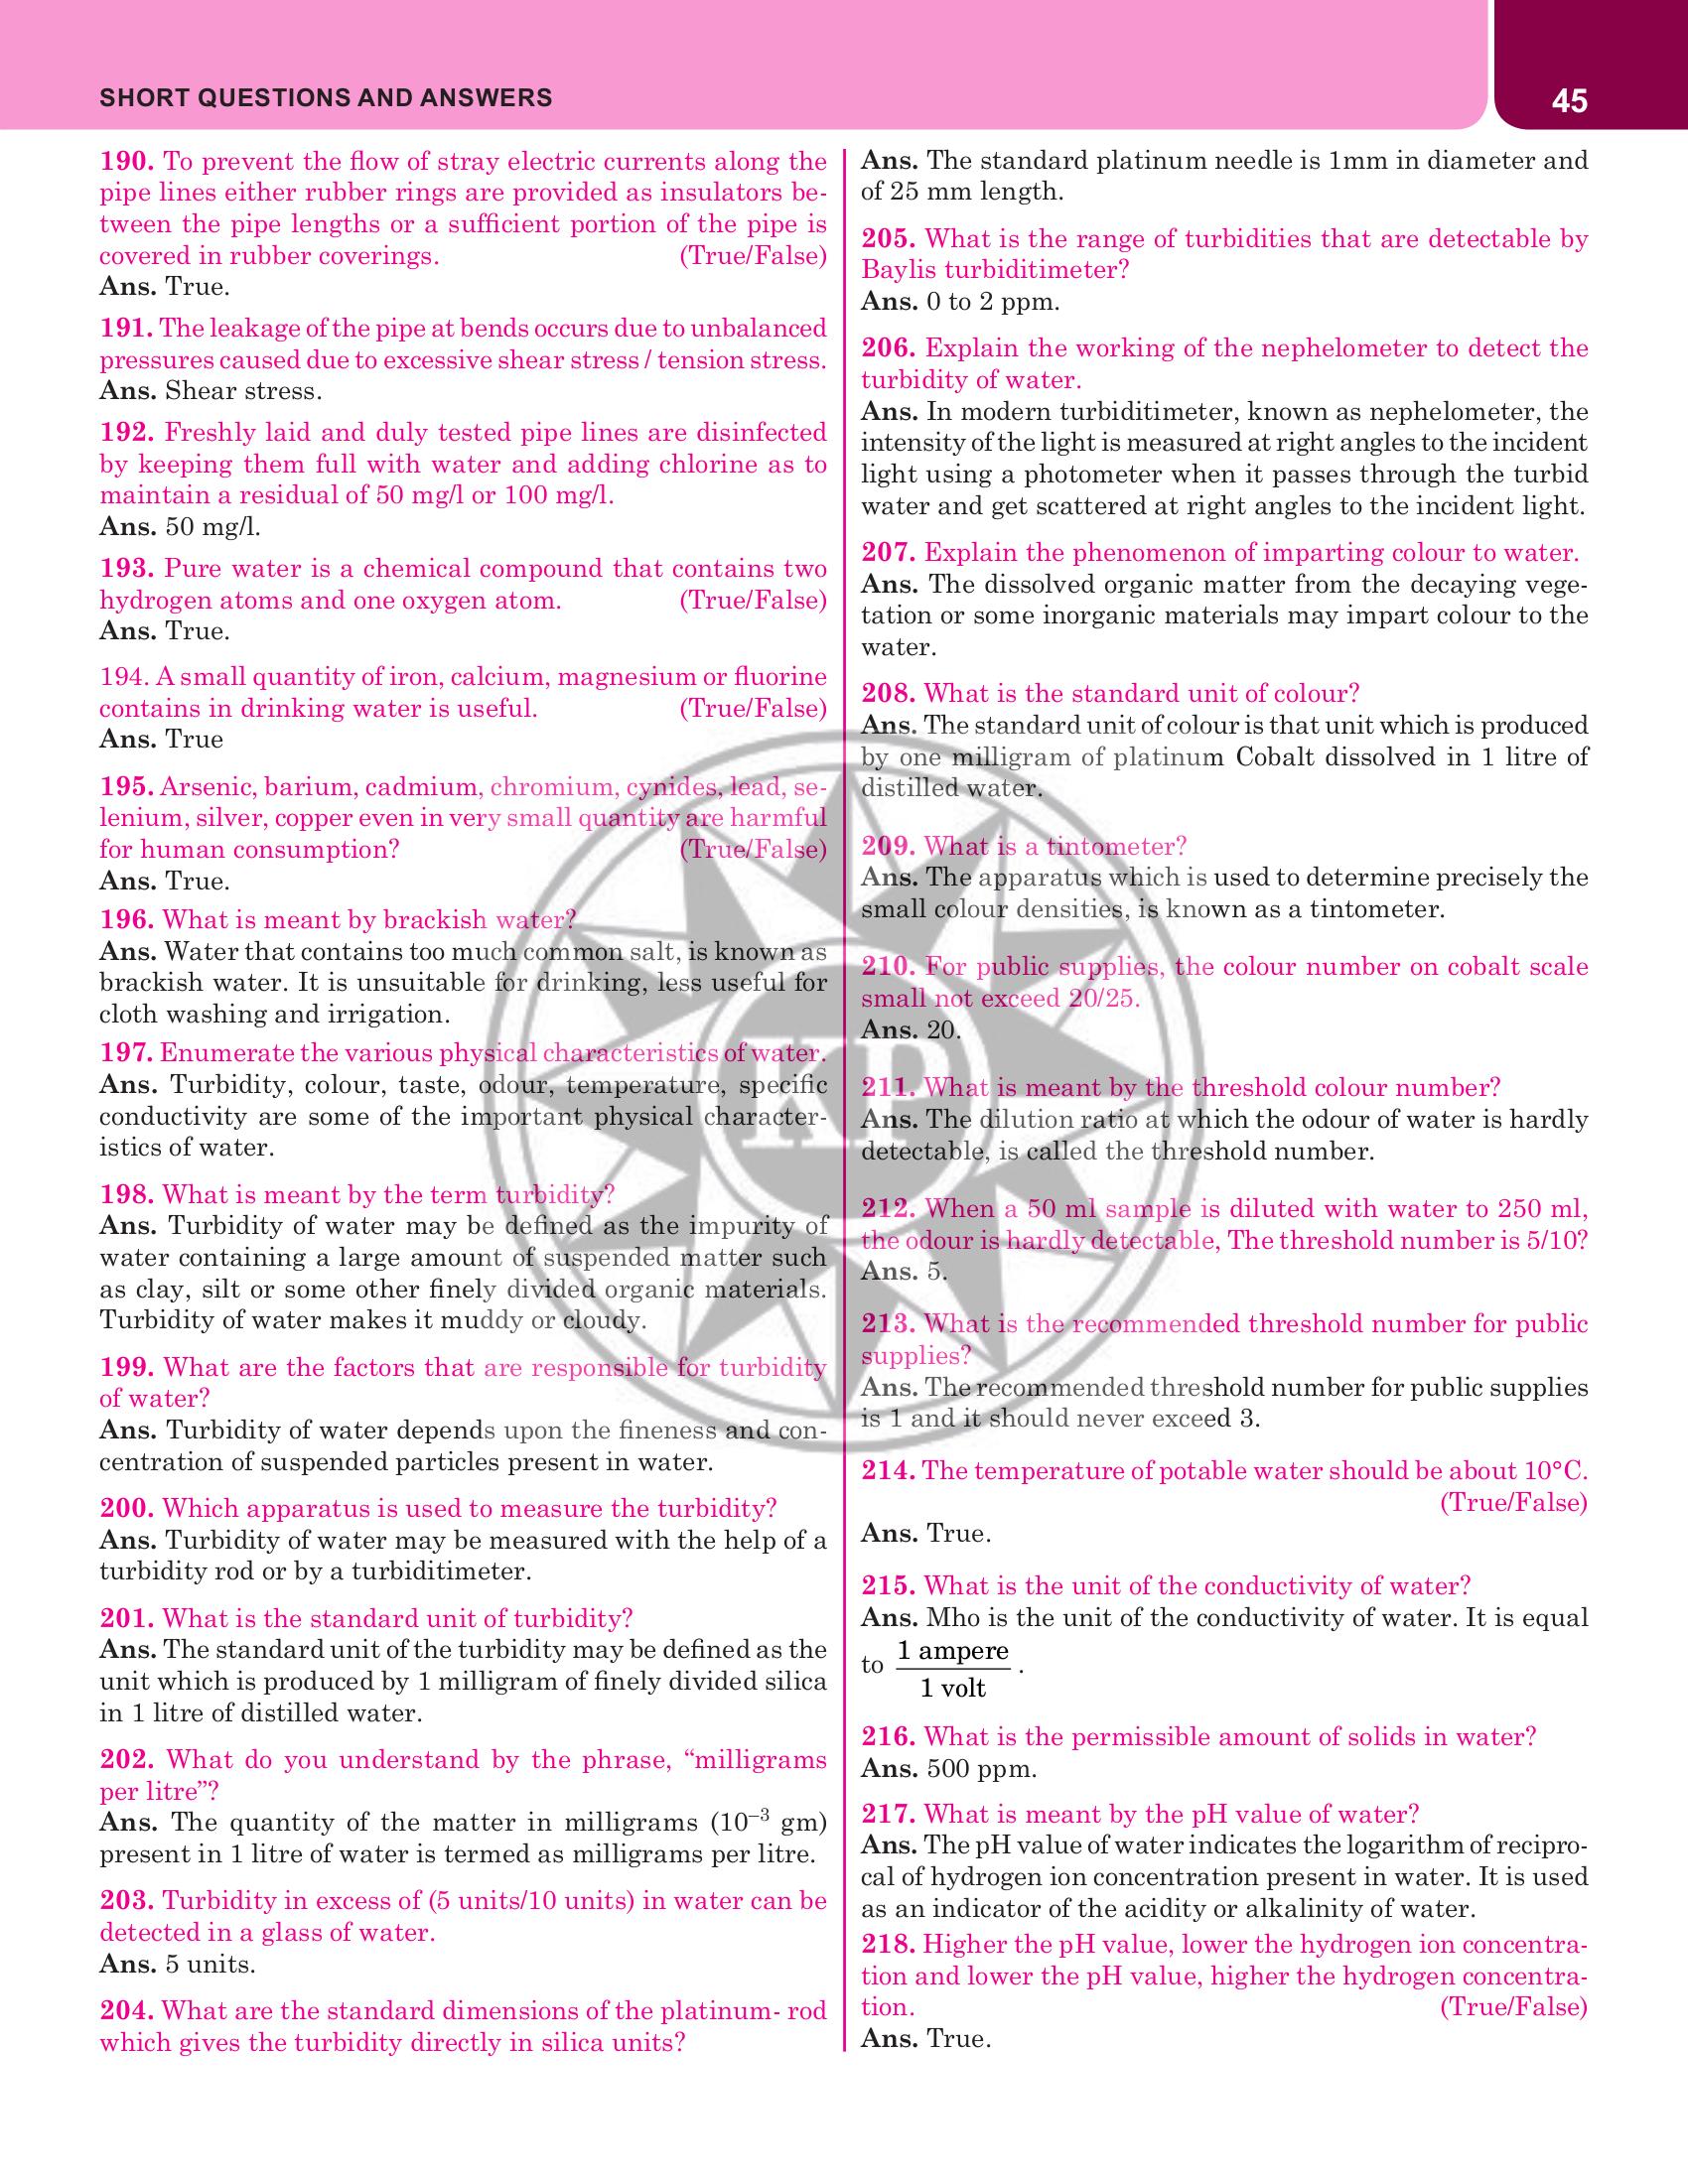 SHORT QUESTIONS AND ANSWERS
45
190. To prevent the flow of stray electric currents along the
pipe lines either rubber rings are provided as insulators be-
tween the pipe lengths or a sufficient portion of the pipe is
covered in rubber coverings. (True/False)
Ans. True.
191. The leakage of the pipe at bends occurs due to unbalanced
pressures caused due to excessive shear stress / tension stress.
Ans. Shear stress.
192. Freshly laid and duly tested pipe lines are disinfected
by keeping them full with water and adding chlorine as to
maintain a residual of 50 mg/l or 100 mg/l.
Ans. 50 mg/l.
193. Pure water is a chemical compound that contains two
hydrogen atoms and one oxygen atom. (True/False)
Ans. True.
194. A small quantity of iron, calcium, magnesium or fluorine
contains in drinking water is useful. (True/False)
Ans. True
195. Arsenic, barium, cadmium, chromium, cynides, lead, se-
lenium, silver, copper even in very small quantity are harmful
for human consumption? (True/False)
Ans. True.
196. What is meant by brackish water?
Ans. Water that contains too much common salt, is known as
brackish water. It is unsuitable for drinking, less useful for
cloth washing and irrigation.
197. Enumerate the various physical characteristics of water.
Ans. Turbidity, colour, taste, odour, temperature, specific
conductivity are some of the important physical character-
istics of water.
198. What is meant by the term turbidity?
Ans. Turbidity of water may be defined as the impurity of
water containing a large amount of suspended matter such
as clay, silt or some other finely divided organic materials.
Turbidity of water makes it muddy or cloudy.
199. What are the factors that are responsible for turbidity
of water?
Ans. Turbidity of water depends upon the fineness and con-
centration of suspended particles present in water.
200. Which apparatus is used to measure the turbidity?
Ans. Turbidity of water may be measured with the help of a
turbidity rod or by a turbiditimeter.
201. What is the standard unit of turbidity?
Ans. The standard unit of the turbidity may be defined as the
unit which is produced by 1 milligram of finely divided silica
in 1 litre of distilled water.
202. What do you understand by the phrase, “milligrams
per litre”?
Ans. The quantity of the matter in milligrams (10⁻³ gm)
present in 1 litre of water is termed as milligrams per litre.
203. Turbidity in excess of (5 units/10 units) in water can be
detected in a glass of water.
Ans. 5 units.
204. What are the standard dimensions of the platinum- rod
which gives the turbidity directly in silica units?
Ans. The standard platinum needle is 1mm in diameter and
of 25 mm length.
205. What is the range of turbidities that are detectable by
Baylis turbiditimeter?
Ans. 0 to 2 ppm.
206. Explain the working of the nephelometer to detect the
turbidity of water.
Ans. In modern turbiditimeter, known as nephelometer, the
intensity of the light is measured at right angles to the incident
light using a photometer when it passes through the turbid
water and get scattered at right angles to the incident light.
207. Explain the phenomenon of imparting colour to water.
Ans. The dissolved organic matter from the decaying vege-
tation or some inorganic materials may impart colour to the
water.
208. What is the standard unit of colour?
Ans. The standard unit of colour is that unit which is produced
by one milligram of platinum Cobalt dissolved in 1 litre of
distilled water.
209. What is a tintometer?
Ans. The apparatus which is used to determine precisely the
small colour densities, is known as a tintometer.
210. For public supplies, the colour number on cobalt scale
small not exceed 20/25.
Ans. 20.
211. What is meant by the threshold colour number?
Ans. The dilution ratio at which the odour of water is hardly
detectable, is called the threshold number.
212. When a 50 ml sample is diluted with water to 250 ml,
the odour is hardly detectable, The threshold number is 5/10?
Ans. 5.
213. What is the recommended threshold number for public
supplies?
Ans. The recommended threshold number for public supplies
is 1 and it should never exceed 3.
214. The temperature of potable water should be about 10°C.
(True/False)
Ans. True.
215. What is the unit of the conductivity of water?
Ans. Mho is the unit of the conductivity of water. It is equal
to 1 ampere / 1 volt .
216. What is the permissible amount of solids in water?
Ans. 500 ppm.
217. What is meant by the pH value of water?
Ans. The pH value of water indicates the logarithm of recipro-
cal of hydrogen ion concentration present in water. It is used
as an indicator of the acidity or alkalinity of water.
218. Higher the pH value, lower the hydrogen ion concentra-
tion and lower the pH value, higher the hydrogen concentra-
tion. (True/False)
Ans. True.
KP